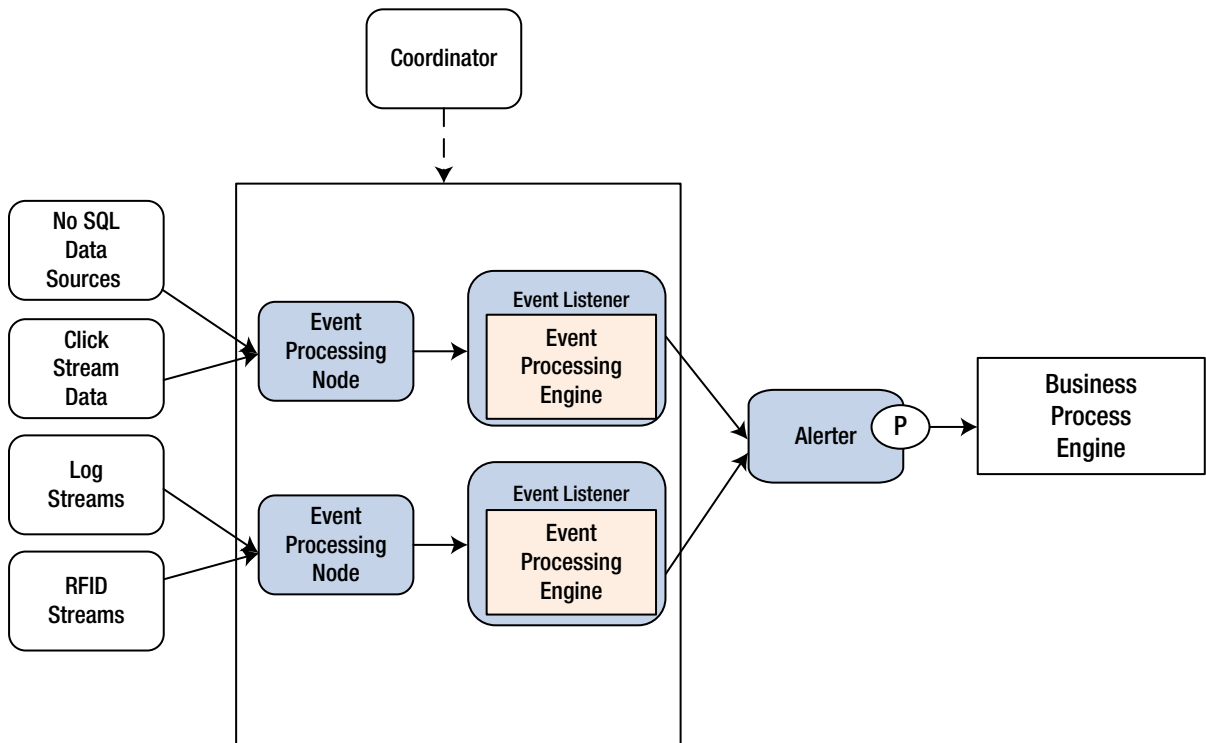 Coordinator
No SQL
Data
Sources
Click
Stream
Data
Log
Streams
RFID
Streams
Event
Processing
Node
Event Listener
Event
Processing
Engine
Event
Processing
Node
Event Listener
Event
Processing
Engine
Alerter
P
Business
Process
Engine